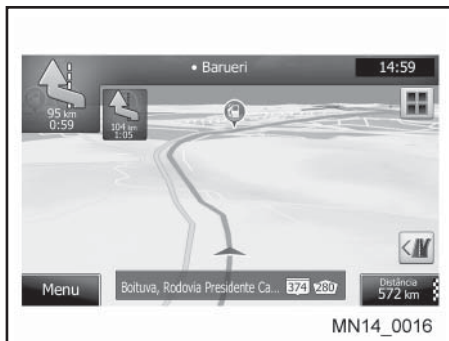 • Barueri
14:59
95 km
0:59
104 km
1:05
Menu
Boituva, Rodovia Presidente Ca...
374
280
Distância
572 km
MN14_0016